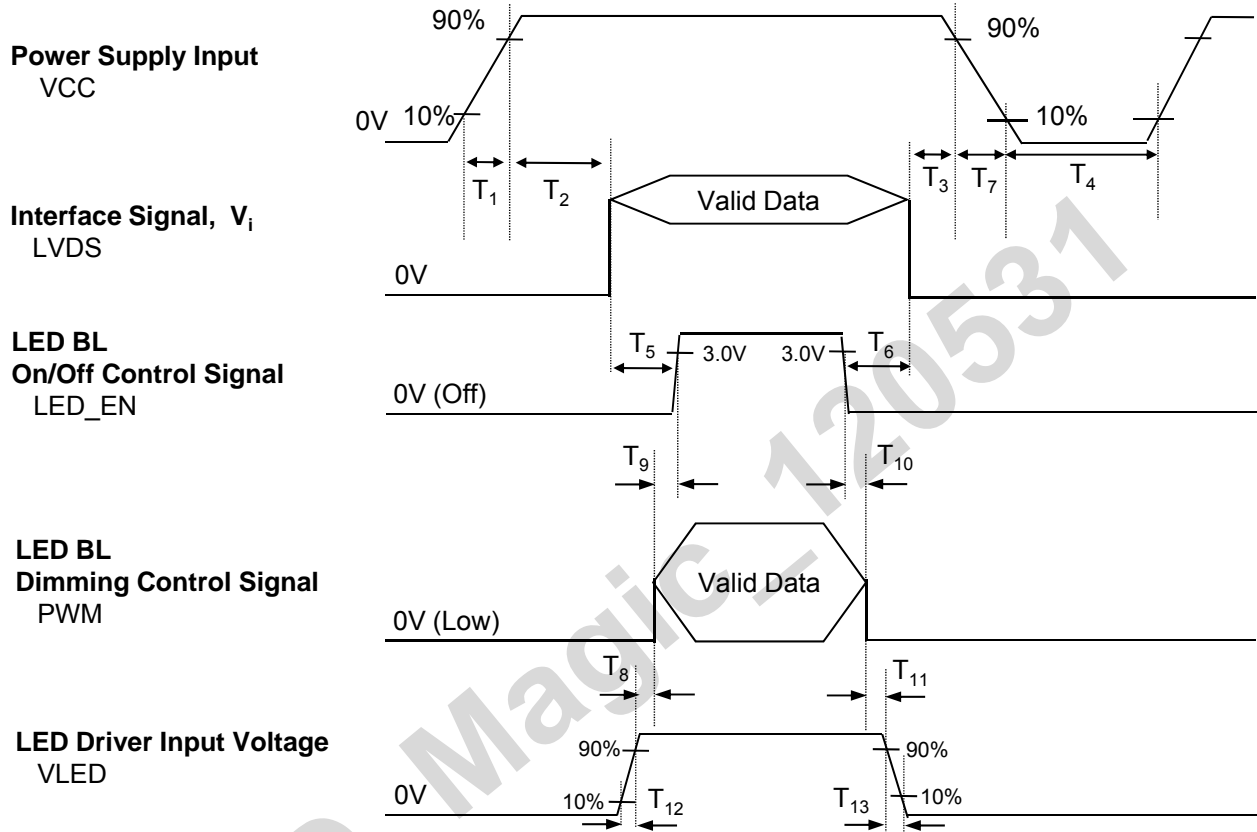 90%
90%
Power Supply Input
VCC
0V
10%
10%
T1
T2
T3
T7
T4
Interface Signal, Vi
LVDS
Valid Data
0V
LED BL
On/Off Control Signal
LED_EN
T5
3.0V
3.0V
T6
0V (Off)
T9
T10
LED BL
Dimming Control Signal
PWM
Valid Data
0V (Low)
T8
T11
LED Driver Input Voltage
VLED
90%
90%
0V
10%
T12
T13
10%
Magic_120531